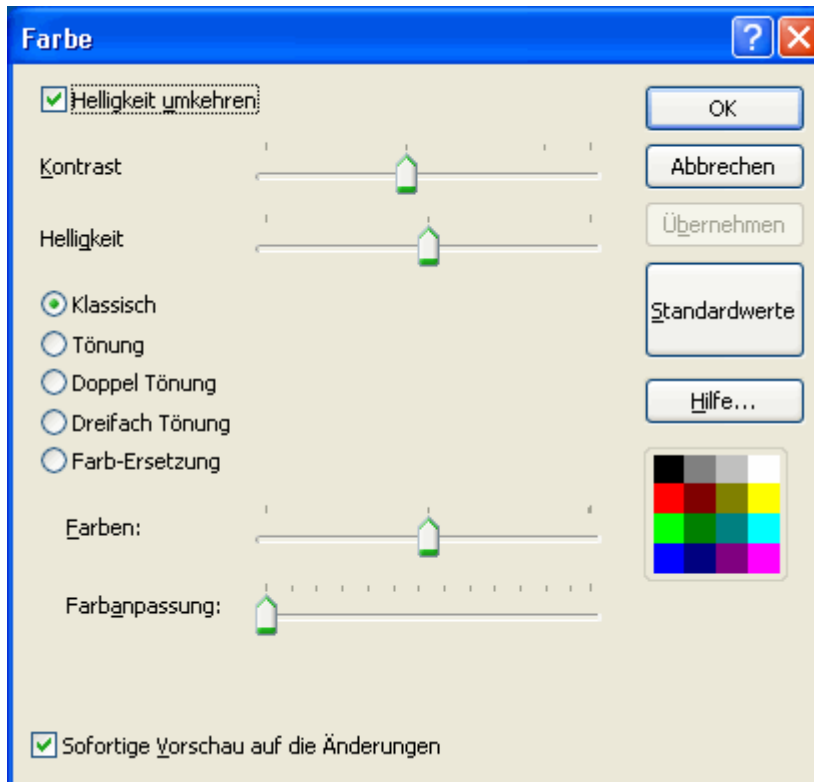 Farbe
Helligkeit umkehren
OK
Kontrast
Abbrechen
Helligkeit
Übernehmen
Klassisch
Standardwerte
Tönung
Doppel Tönung
Hilfe...
Dreifach Tönung
Farb-Ersetzung
Farben:
Farbanpassung:
Sofortige Vorschau auf die Änderungen